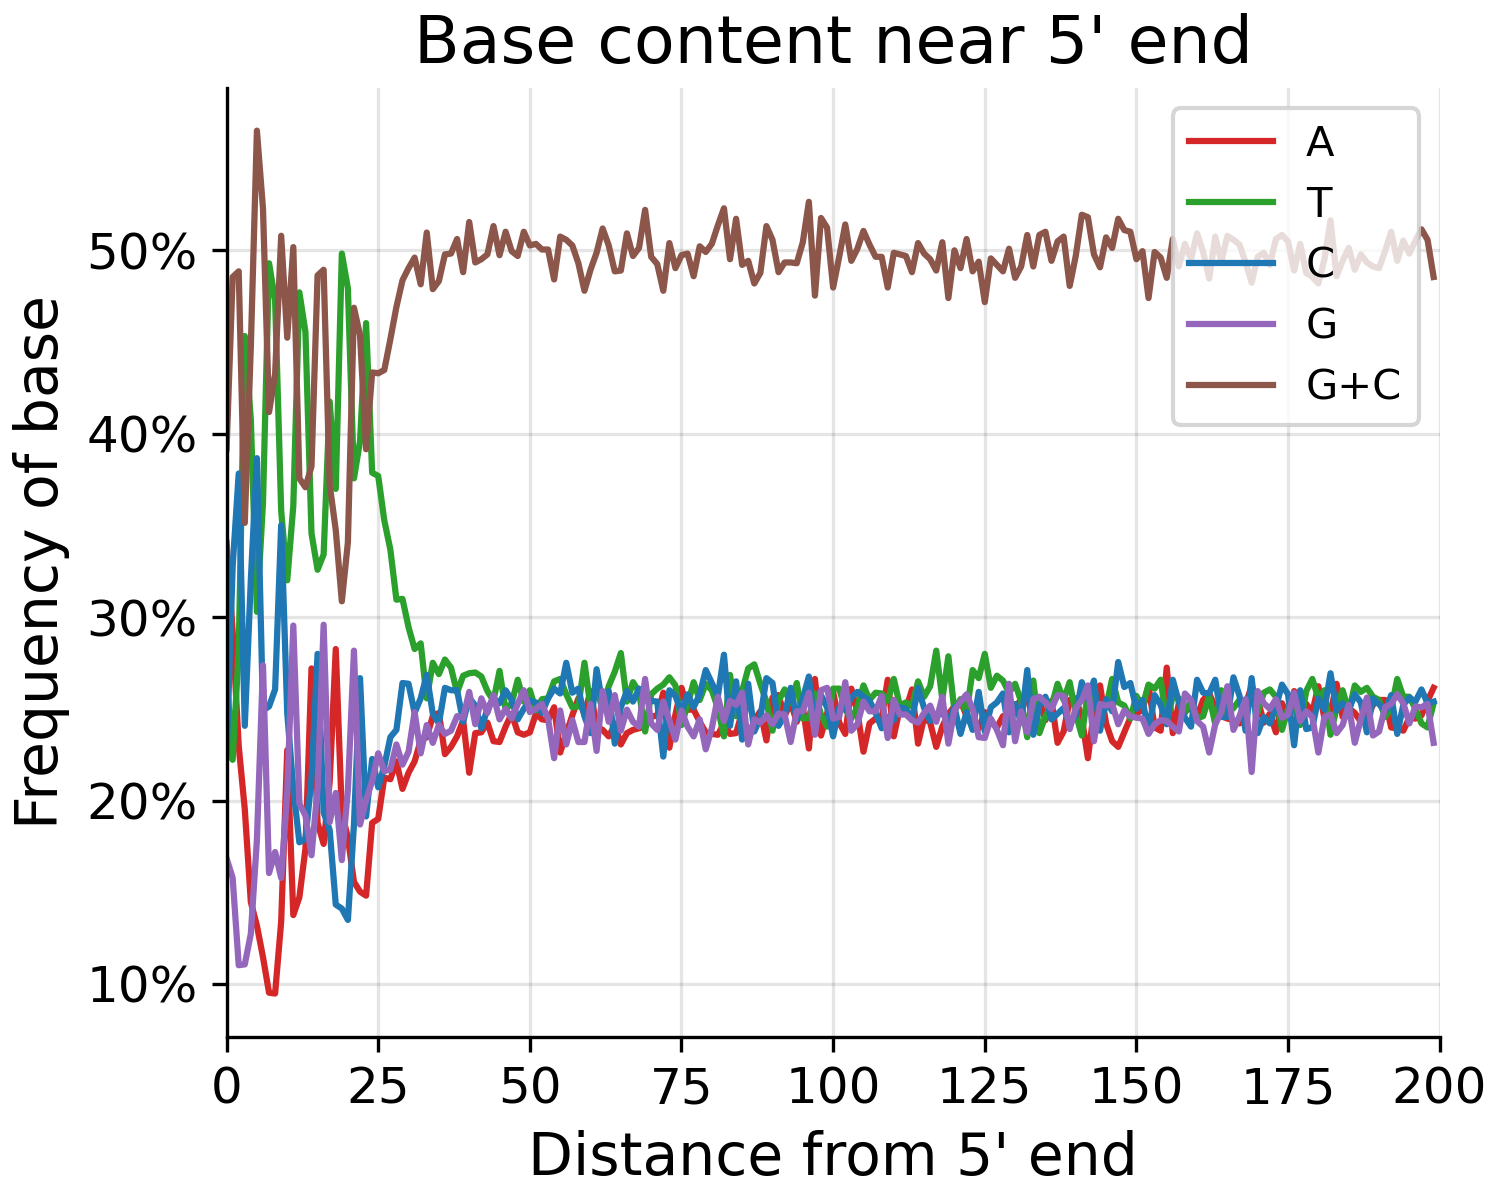 Base content near 5' end
Frequency of base
50%
40%
30%
20%
10%
A
T
C
G
G+C
0 25 50 75 100 125 150 175 200
Distance from 5' end